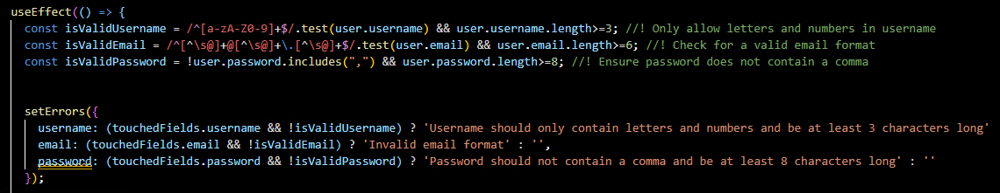 useEffect(() => {
const isValidUsername = /^[a-zA-Z0-9]+$/.test(user.username) && user.username.length>=3; //! Only allow letters and numbers in username
const isValidEmail = /^[^\s@]+@[^\s@]+\.[^\s@]+$/.test(user.email) && user.email.length>=6; //! Check for a valid email format
const isValidPassword = !user.password.includes(",") && user.password.length>=8; //! Ensure password does not contain a comma
setErrors({
username: (touchedFields.username && !isValidUsername) ? 'Username should only contain letters and numbers and be at least 3 characters long'
email: (touchedFields.email && !isValidEmail) ? 'Invalid email format' : '',
password: (touchedFields.password && !isValidPassword) ? 'Password should not contain a comma and be at least 8 characters long' : ''
});